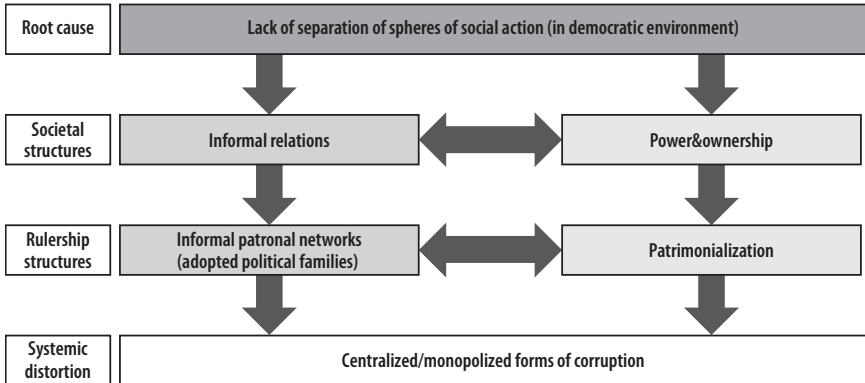 Root cause
Lack of separation of spheres of social action (in democratic environment)
Societal
structures
Informal relations
Power&ownership
Rulership
structures
Informal patronal networks
(adopted political families)
Patrimonialization
Systemic
distortion
Centralized/monopolized forms of corruption